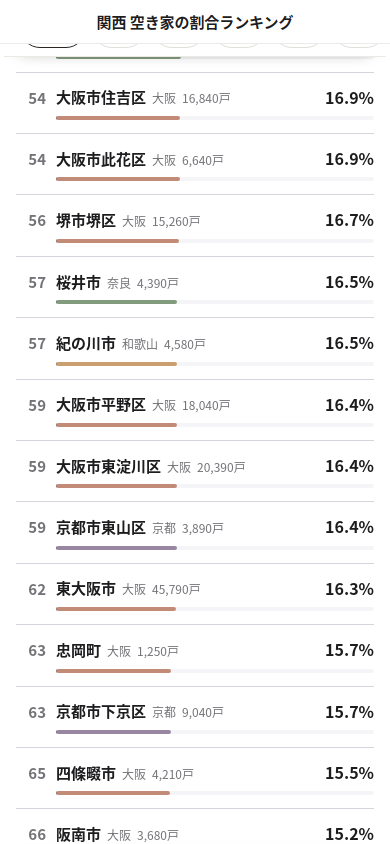 関西 空き家の割合ランキング
54 大阪市住吉区 大阪 16,840戸 16.9%
54 大阪市此花区 大阪 6,640戸 16.9%
56 堺市堺区 大阪 15,260戸 16.7%
57 桜井市 奈良 4,390戸 16.5%
57 紀の川市 和歌山 4,580戸 16.5%
59 大阪市平野区 大阪 18,040戸 16.4%
59 大阪市東淀川区 大阪 20,390戸 16.4%
59 京都市東山区 京都 3,890戸 16.4%
62 東大阪市 大阪 45,790戸 16.3%
63 忠岡町 大阪 1,250戸 15.7%
63 京都市下京区 京都 9,040戸 15.7%
65 四條畷市 大阪 4,210戸 15.5%
66 阪南市 大阪 3,680戸 15.2%